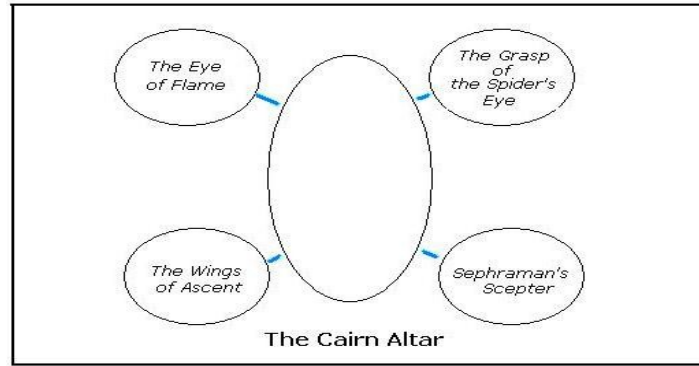 The Eye
of Flame
The Grasp
of
the Spider's
Eye
The Wings
of Ascent
Sephraman's
Scepter
The Cairn Altar